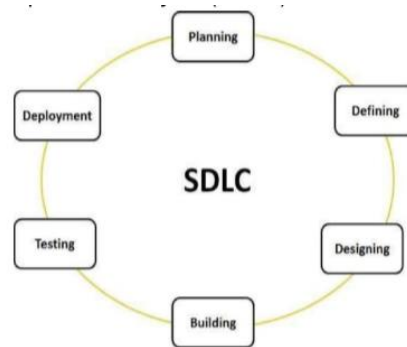 Planning
Defining
Designing
Building
Testing
Deployment
SDLC